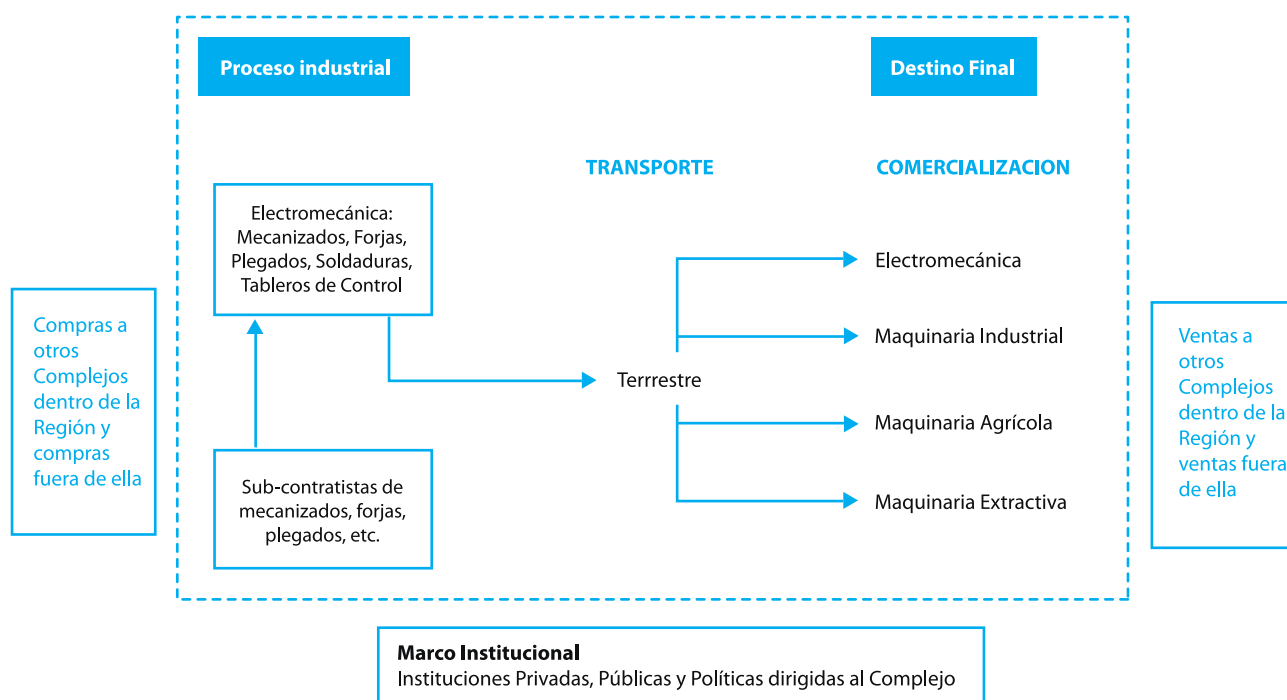 Proceso industrial
Destino Final
TRANSPORTE
COMERCIALIZACION
Electromecánica:
Mecanizados, Forjas,
Plegados, Soldaduras,
Tableros de Control
Compras a
otros
Complejos
dentro de la
Región y
compras
fuera de ella
Sub-contratistas de
mecanizados, forjas,
plegados, etc.
Terrrestre
Electromecánica
Maquinaria Industrial
Maquinaria Agrícola
Maquinaria Extractiva
Ventas a
otros
Complejos
dentro de la
Región y
ventas fuera
de ella
Marco Institucional
Instituciones Privadas, Públicas y Políticas dirigidas al Complejo